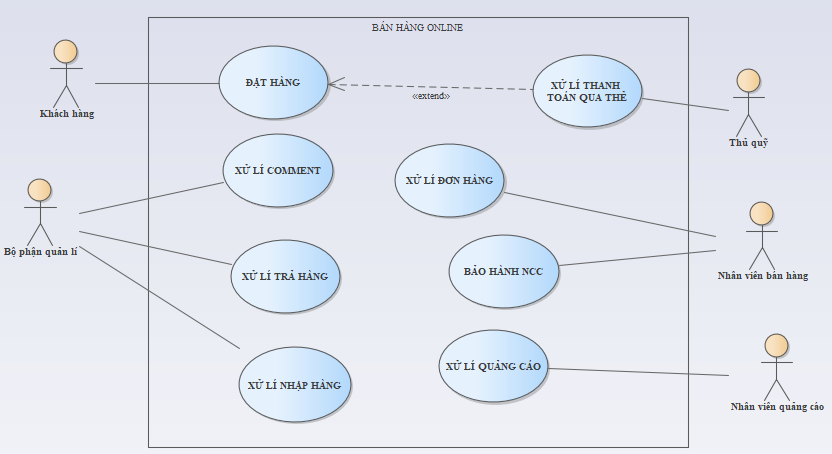 BÁN HÀNG ONLINE
ĐẶT HÀNG
XỬ LÍ THANH
TOÁN QUA THẺ
«extend»
Khách hàng
Thủ quỹ
XỬ LÍ COMMENT
XỬ LÍ ĐƠN HÀNG
Bộ phận quản lí
Nhân viên bán hàng
XỬ LÍ TRẢ HÀNG
BẢO HÀNH NCC
XỬ LÍ QUẢNG CÁO
XỬ LÍ NHẬP HÀNG
Nhân viên quảng cáo